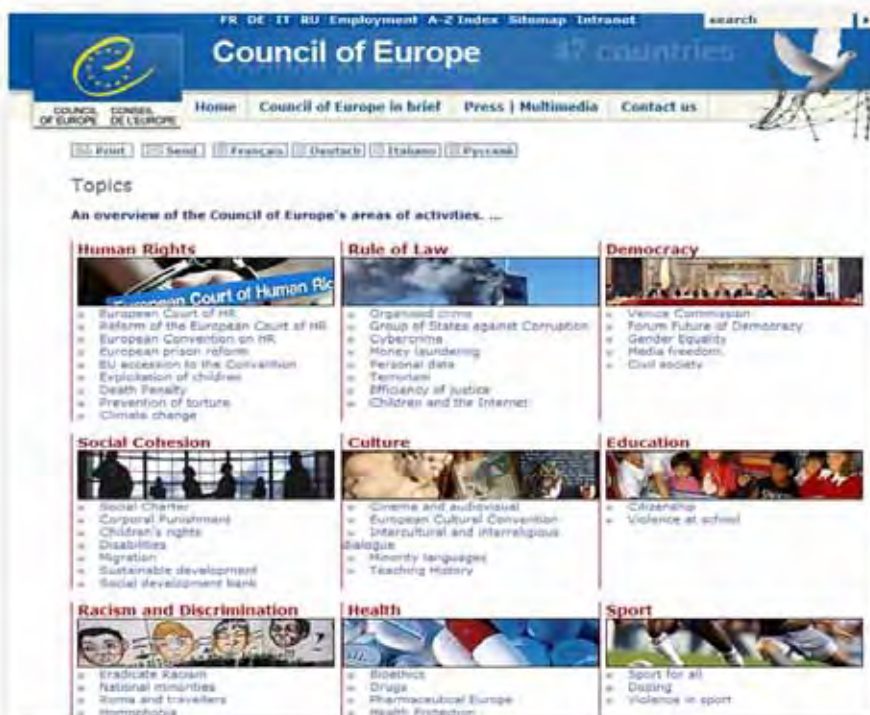 FR DE IT RU Employment A-Z Index Sitemap Intranet
search
Council of Europe
47 countries
COUNCIL OF EUROPE
CONSEIL DE L'EUROPE
Home Council of Europe in brief Press | Multimedia Contact us
Print Send Français Deutsch Italiano Русский
Topics
An overview of the Council of Europe's areas of activities. ...
Human Rights
European Court of Human
European Court of HR
Reform of the European Court of HR
European Convention on HR
European prison reform
EU accession to the Convention
Exploitation of children
Death Penalty
Prevention of torture
Climate change
Rule of Law
Organised crime
Group of States against Corruption
Cybercrime
Money laundering
Personal data
Terrorism
Efficiency of justice
Children and the Internet
Democracy
Venice Commission
Forum Future of Democracy
Gender Equality
Media freedom
Civil society
Social Cohesion
Social Charter
Corporal Punishment
Children's rights
Disabilities
Migration
Sustainable development
Social development bank
Culture
Cinema and audiovisual
European Cultural Convention
Intercultural and interreligious
dialogue
Minority languages
Teaching History
Education
Citizenship
Violence at school
Racism and Discrimination
Eradicate Racism
National minorities
Roma and travellers
Homophobia
Health
Bioethics
Drugs
Pharmaceutical Europe
Health Protection
Sport
Sport for all
Doping
Violence in sport